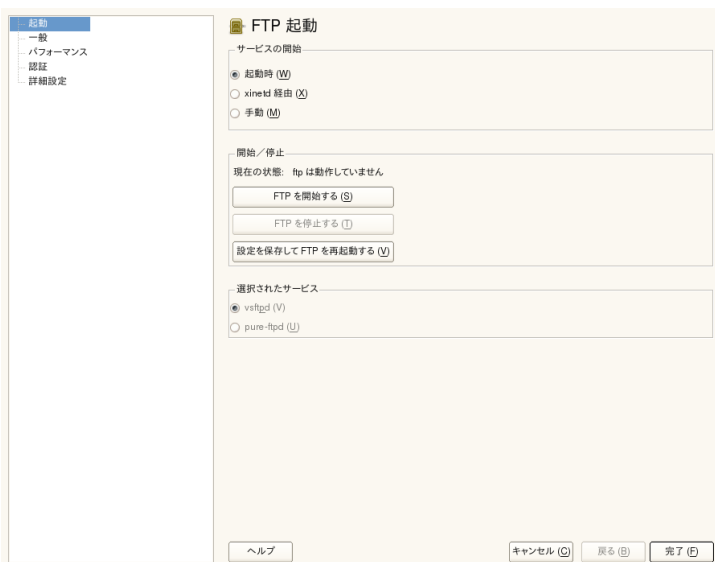 起動
一般
パフォーマンス
認証
詳細設定
FTP 起動
サービスの開始
起動時 (W)
xinetd 経由 (X)
手動 (M)
開始／停止
現在の状態: ftp は動作していません
FTP を開始する (S)
FTP を停止する (T)
設定を保存して FTP を再起動する (V)
選択されたサービス
vsftpd (V)
pure-ftpd (U)
ヘルプ
キャンセル (C)
戻る (B)
完了 (F)